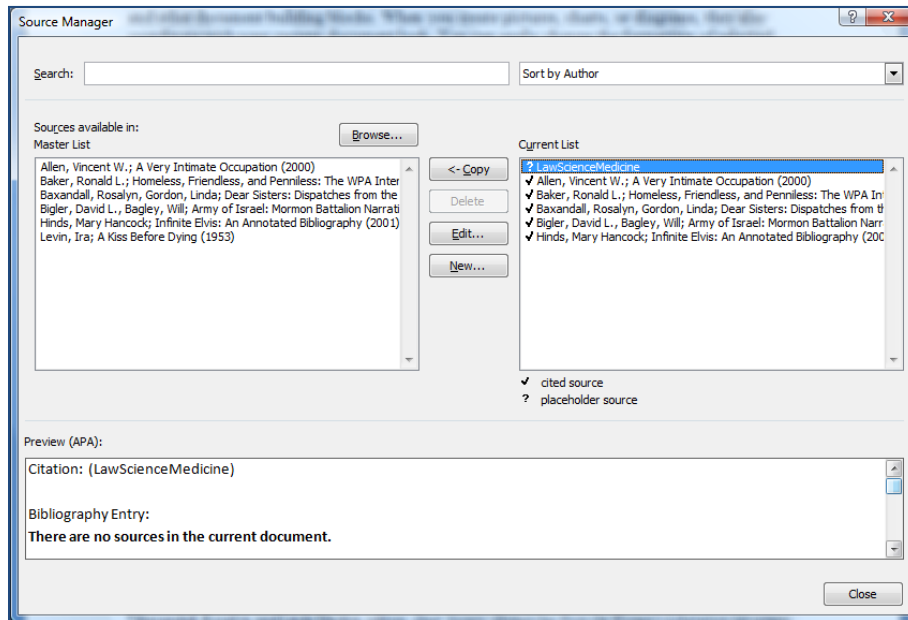 Source Manager
Search:
Sort by Author
Sources available in:
Master List
Browse...
Current List
Allen, Vincent W.; A Very Intimate Occupation (2000)
Baker, Ronald L.; Homeless, Friendless, and Penniless: The WPA Inter
Baxandall, Rosalyn, Gordon, Linda; Dear Sisters: Dispatches from the
Bigler, David L., Bagley, Will; Army of Israel: Mormon Battalion Narrati
Hinds, Mary Hancock; Infinite Elvis: An Annotated Bibliography (2001)
Levin, Ira; A Kiss Before Dying (1953)
<- Copy
Delete
Edit...
New...
? LawScienceMedicine
✓ Allen, Vincent W.; A Very Intimate Occupation (2000)
✓ Baker, Ronald L.; Homeless, Friendless, and Penniless: The WPA In
✓ Baxandall, Rosalyn, Gordon, Linda; Dear Sisters: Dispatches from th
✓ Bigler, David L., Bagley, Will; Army of Israel: Mormon Battalion Narr
✓ Hinds, Mary Hancock; Infinite Elvis: An Annotated Bibliography (200
✓ cited source
? placeholder source
Preview (APA):
Citation: (LawScienceMedicine)
Bibliography Entry:
There are no sources in the current document.
Close